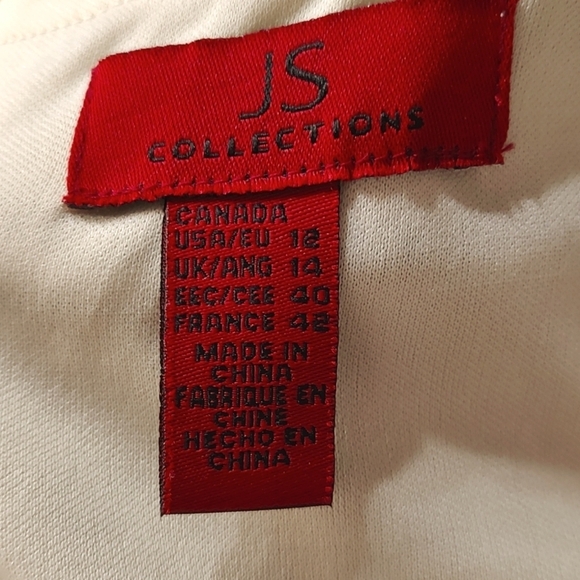 JS
COLLECTIONS
CANADA
USA/EU 12
UK/ANG 14
EEC/CEE 40
FRANCE 42
MADE IN
CHINA
FABRIQUE EN
CHINE
HECHO EN
CHINA